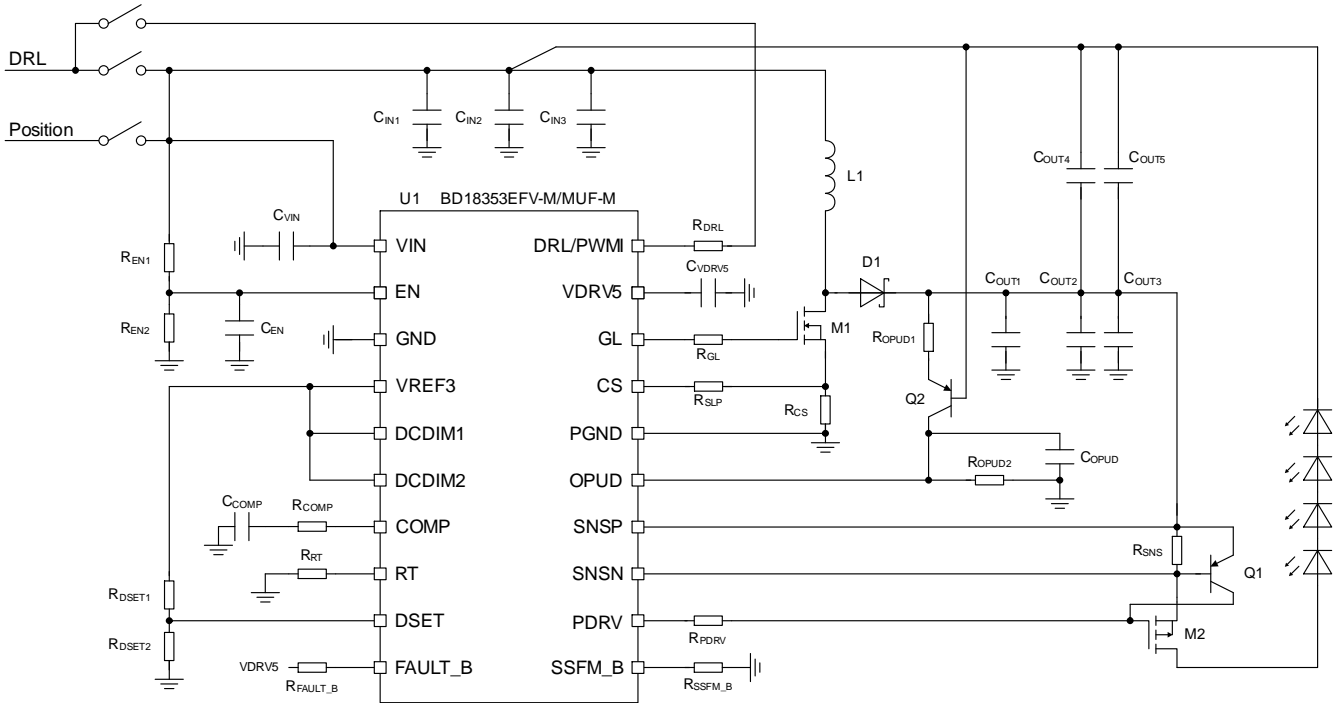 DRL
Position
CIN1
CIN2
CIN3
COUT4
COUT5
L1
U1 BD18353EFV-M/MUF-M
CVIN
RDRL
VIN
DRL/PWMI
REN1
CVDRV5
D1
EN
VDRV5
COUT1
COUT2
COUT3
REN2
CEN
GND
GL
RGL
M1
ROPUD1
VREF3
CS
RSLP
RCS
Q2
DCDIM1
PGND
DCDIM2
OPUD
ROPUD2
COPUD
CCOMP
RCOMP
COMP
SNSP
RRT
RT
SNSN
RSNS
Q1
RDSET1
DSET
PDRV
RPDRV
M2
RDSET2
VDRV5
RFAULT_B
FAULT_B
SSFM_B
RSSFM_B